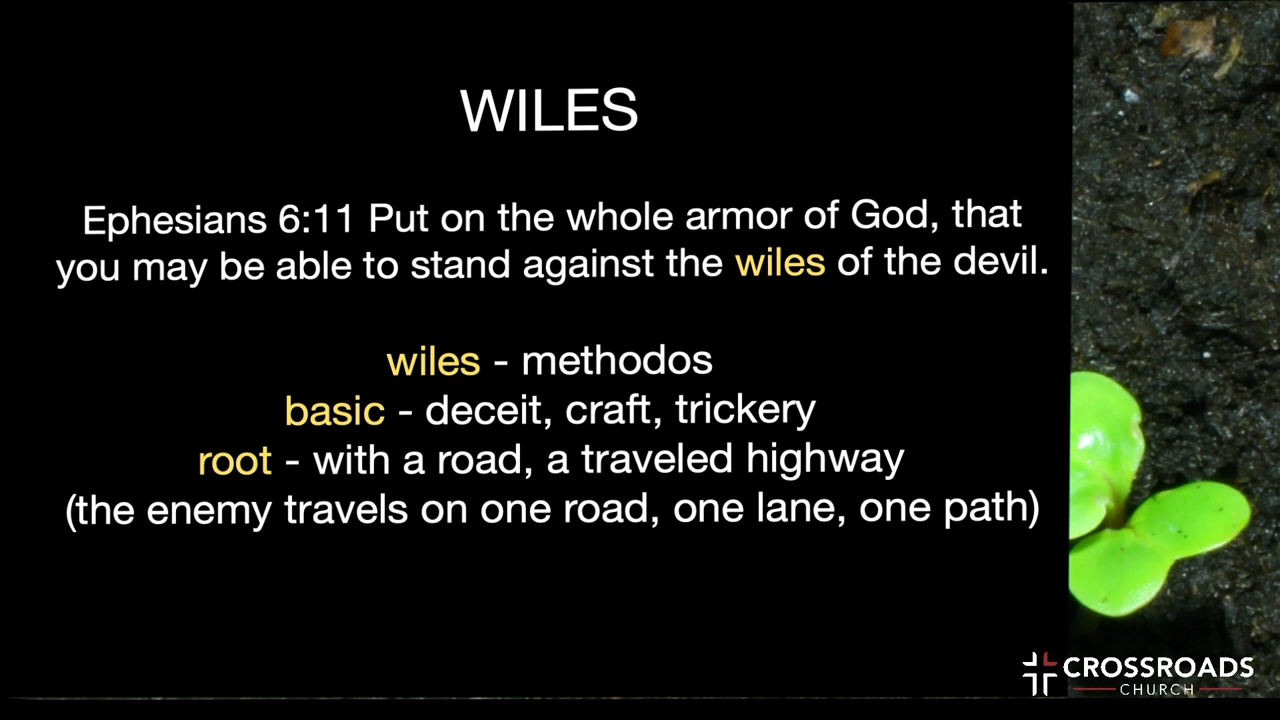 WILES
Ephesians 6:11 Put on the whole armor of God, that
you may be able to stand against the wiles of the devil.
wiles - methodos
basic - deceit, craft, trickery
root - with a road, a traveled highway
(the enemy travels on one road, one lane, one path)
CROSSROADS
CHURCH